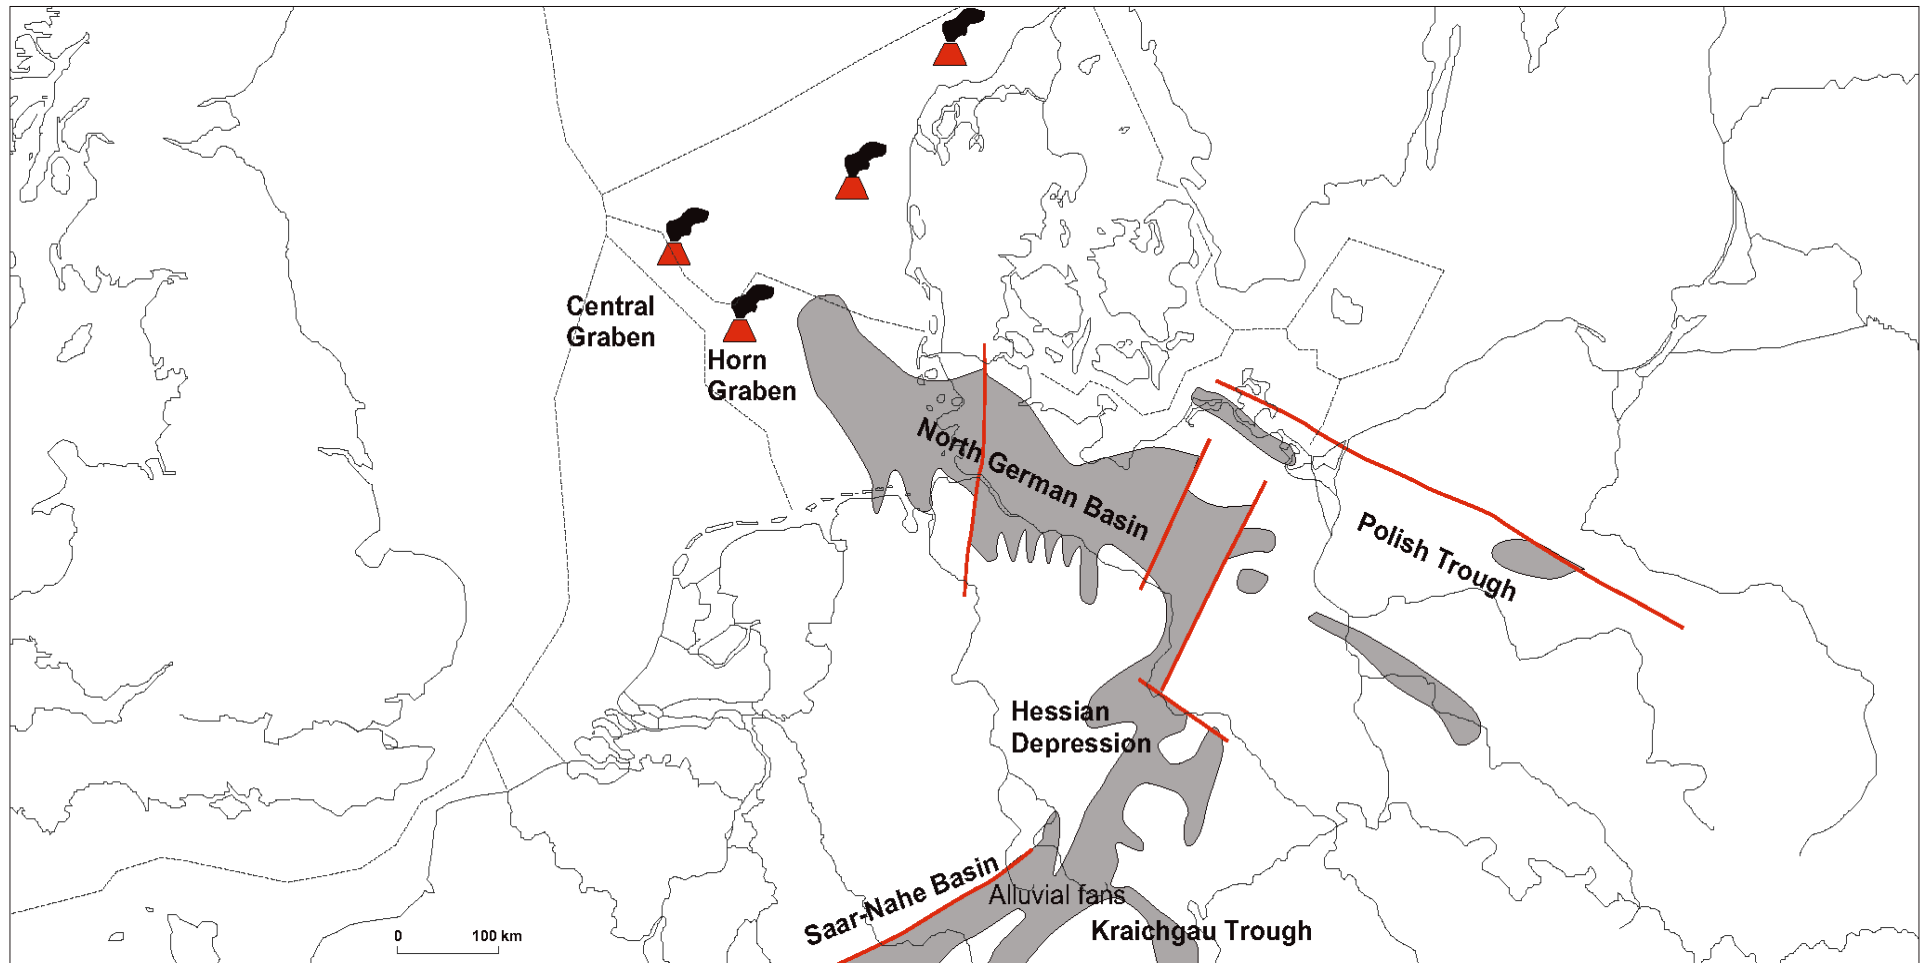 Central
Graben
Horn
Graben
North German Basin
Polish Trough
Hessian
Depression
Saar-Nahe Basin
Alluvial fans
Kraichgau Trough
0 100 km